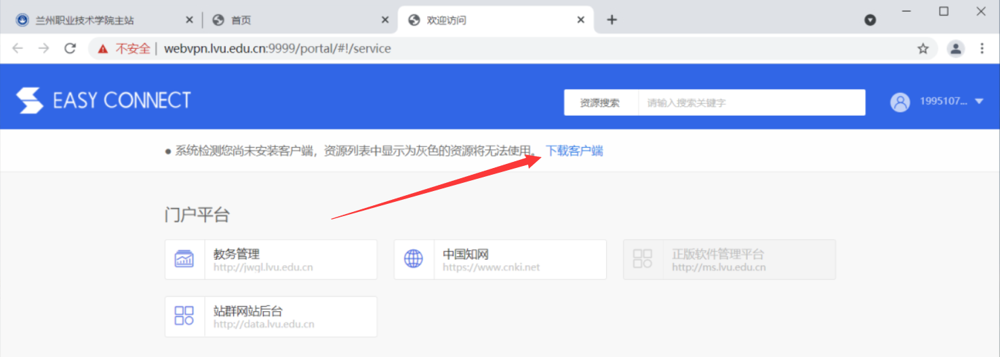 兰州职业技术学院主站
首页
欢迎访问
不安全 | webvpn.lvu.edu.cn:9999/portal/#!/service
EASY CONNECT
资源搜索
请输入搜索关键字
1995107...
● 系统检测您尚未安装客户端，资源列表中显示为灰色的资源将无法使用。 下载客户端
门户平台
教务管理
http://jwgl.lvu.edu.cn
中国知网
https://www.cnki.net
正版软件管理平台
http://ms.lvu.edu.cn
站群网站后台
http://data.lvu.edu.cn